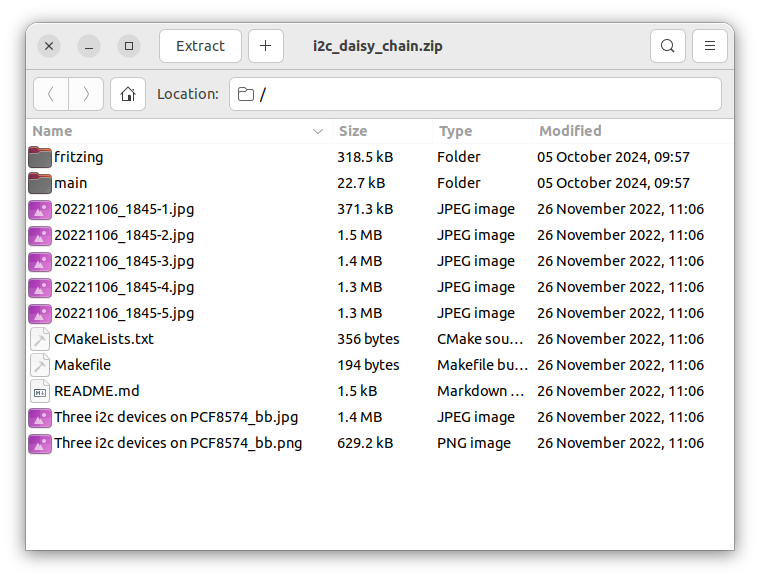 Extract + i2c_daisy_chain.zip
Location: /
Name Size Type Modified
fritzing 318.5 kB Folder 05 October 2024, 09:57
main 22.7 kB Folder 05 October 2024, 09:57
20221106_1845-1.jpg 371.3 kB JPEG image 26 November 2022, 11:06
20221106_1845-2.jpg 1.5 MB JPEG image 26 November 2022, 11:06
20221106_1845-3.jpg 1.4 MB JPEG image 26 November 2022, 11:06
20221106_1845-4.jpg 1.3 MB JPEG image 26 November 2022, 11:06
20221106_1845-5.jpg 1.3 MB JPEG image 26 November 2022, 11:06
CMakeLists.txt 356 bytes CMake sou… 26 November 2022, 11:06
Makefile 194 bytes Makefile bu… 26 November 2022, 11:06
README.md 1.5 kB Markdown … 26 November 2022, 11:06
Three i2c devices on PCF8574_bb.jpg 1.4 MB JPEG image 26 November 2022, 11:06
Three i2c devices on PCF8574_bb.png 629.2 kB PNG image 26 November 2022, 11:06